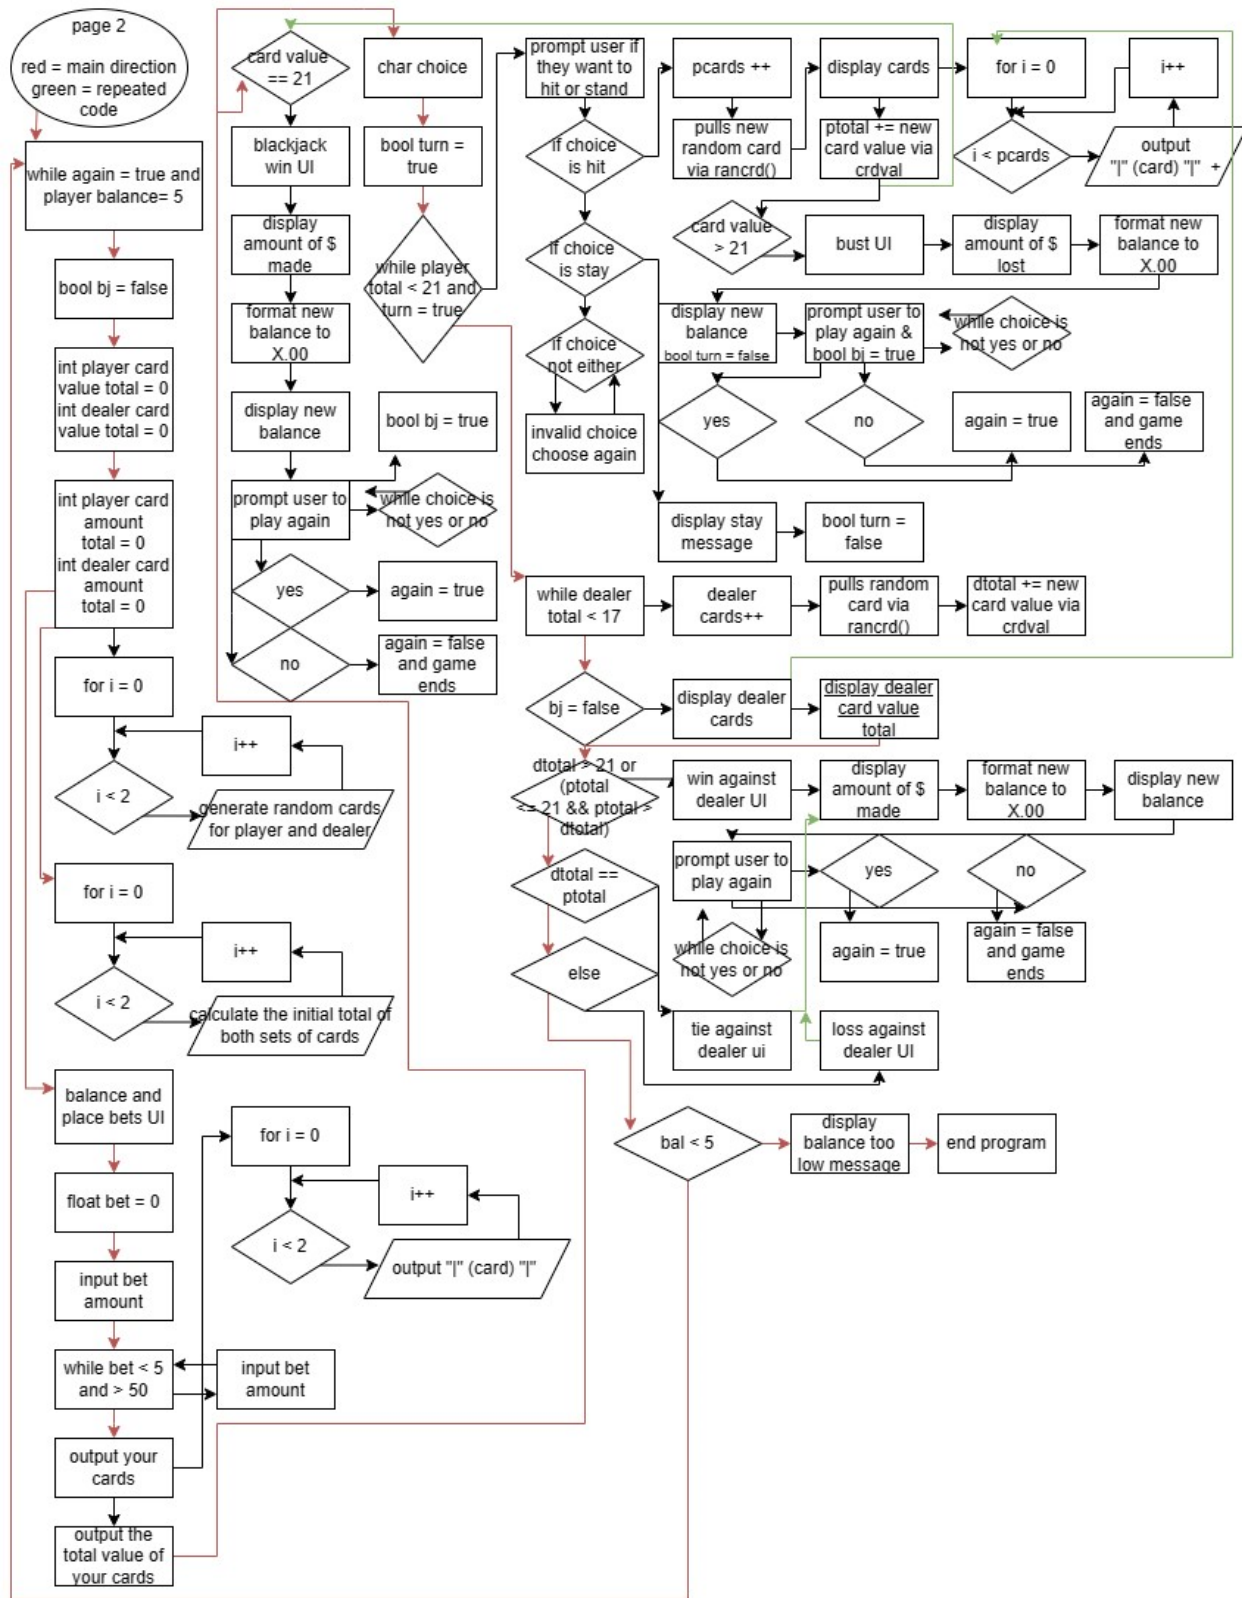 page 2
red = main direction
green = repeated
code
while again = true and
player balance= 5
bool bj = false
int player card
value total = 0
int dealer card
value total = 0
int player card
amount
total = 0
int dealer card
amount
total = 0
for i = 0
i++
i < 2
generate random cards
for player and dealer
for i = 0
i++
i < 2
calculate the initial total of
both sets of cards
balance and
place bets UI
float bet = 0
input bet
amount
while bet < 5
and > 50
input bet
amount
output your
cards
output the
total value of
your cards
for i = 0
i++
i < 2
output "|" (card) "|"
card value
== 21
blackjack
win UI
display
amount of $
made
format new
balance to
X.00
display new
balance
bool bj = true
prompt user to
play again
while choice is
not yes or no
yes
again = true
no
again = false
and game
ends
char choice
bool turn =
true
while player
total < 21 and
turn = true
prompt user if
they want to
hit or stand
if choice
is hit
if choice
is stay
if choice
not either
invalid choice
choose again
pcards ++
pulls new
random card
via rancrd()
display cards
ptotal += new
card value via
crdval
for i = 0
i++
i < pcards
output
"|" (card) "|" +
card value
> 21
bust UI
display
amount of $
lost
format new
balance to
X.00
display new
balance
bool turn = false
prompt user to
play again &
bool bj = true
while choice is
not yes or no
yes
no
again = true
again = false
and game
ends
display stay
message
bool turn =
false
while dealer
total < 17
dealer
cards++
pulls random
card via
rancrd()
dtotal += new
card value via
crdval
bj = false
display dealer
cards
display dealer
card value
total
dtotal > 21 or
(ptotal
<= 21 && ptotal >
dtotal)
win against
dealer UI
display
amount of $
made
format new
balance to
X.00
display new
balance
prompt user to
play again
yes
no
while choice is
not yes or no
again = true
again = false
and game
ends
dtotal ==
ptotal
else
tie against
dealer ui
loss against
dealer UI
bal < 5
display
balance too
low message
end program